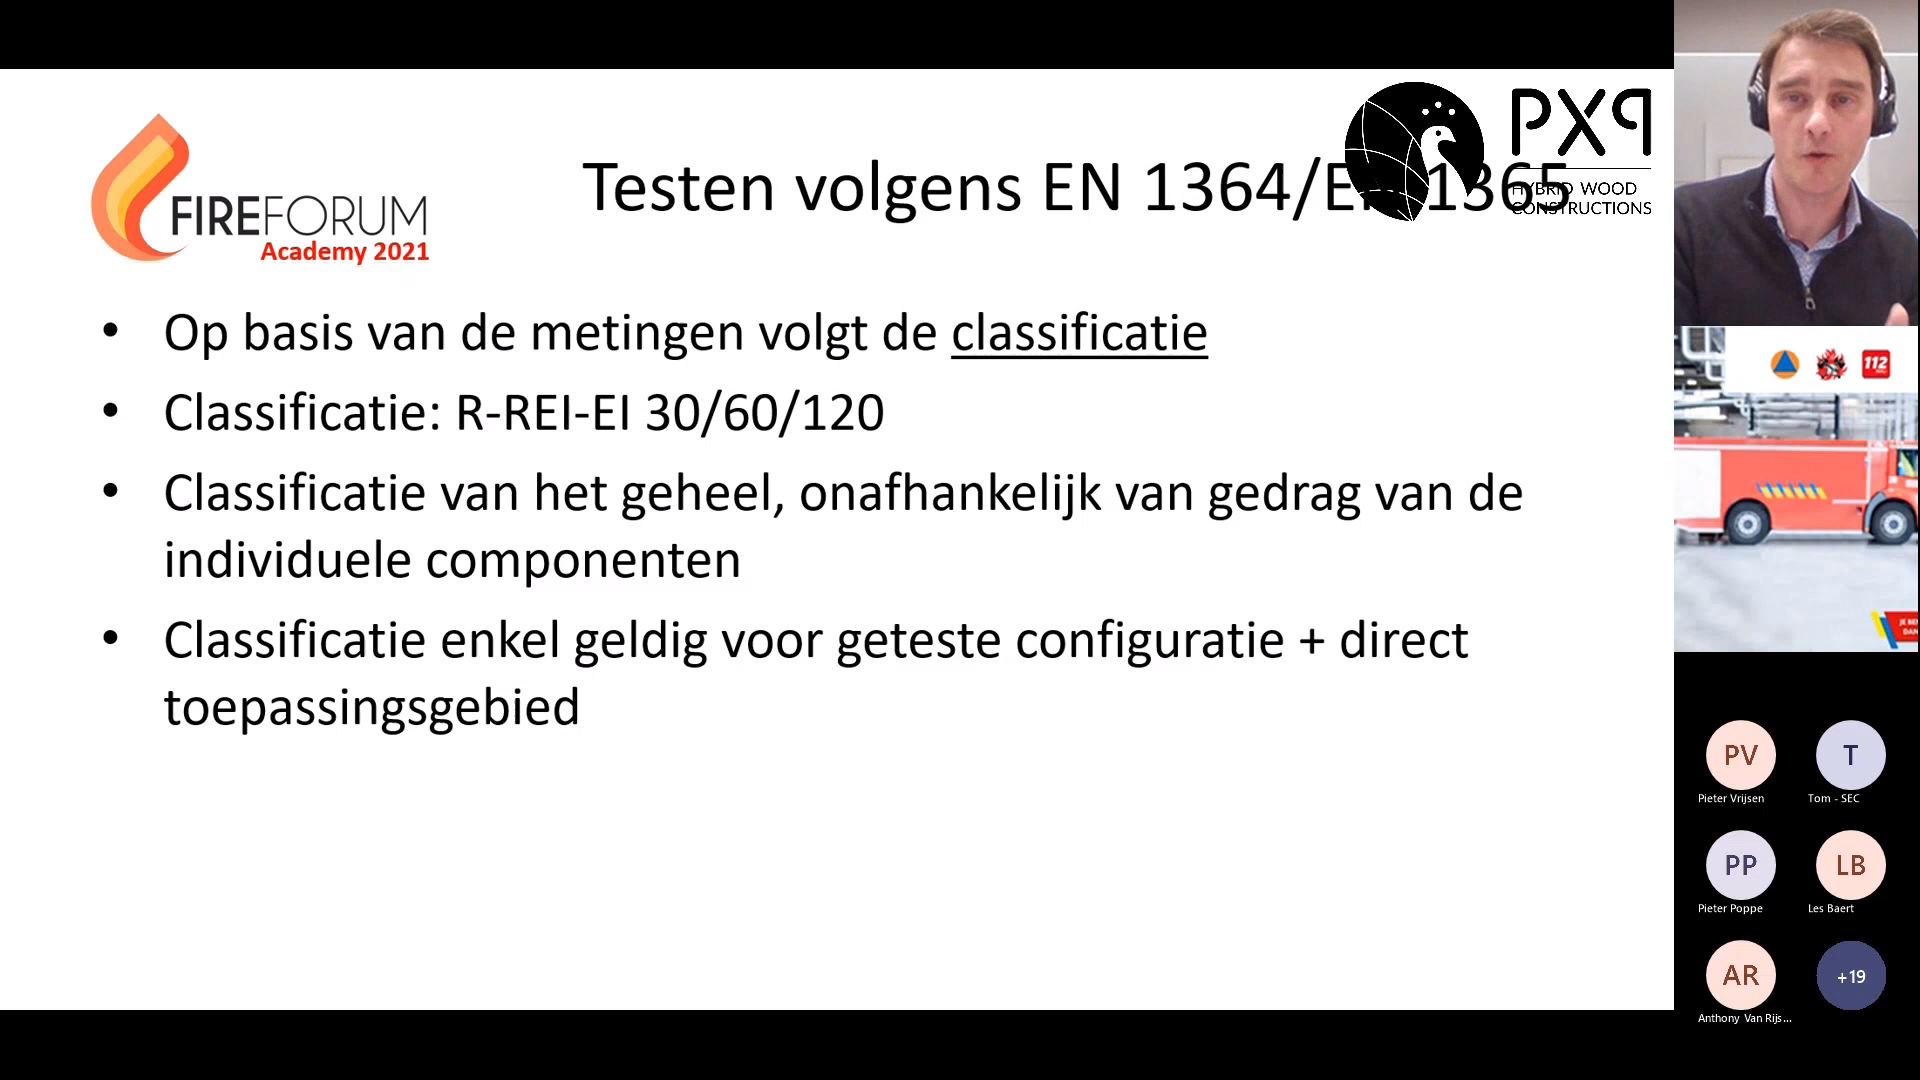 FIREFORUM
Academy 2021
Testen volgens EN 1364/EN 1365
PXP
HYBRID WOOD
CONSTRUCTIONS
• Op basis van de metingen volgt de classificatie
• Classificatie: R-REI-EI 30/60/120
• Classificatie van het geheel, onafhankelijk van gedrag van de
individuele componenten
• Classificatie enkel geldig voor geteste configuratie + direct
toepassingsgebied
112
PV
Pieter Vrijsen
T
Tom - SEC
PP
Pieter Poppe
LB
Les Baert
AR
Anthony Van Rijs...
+19